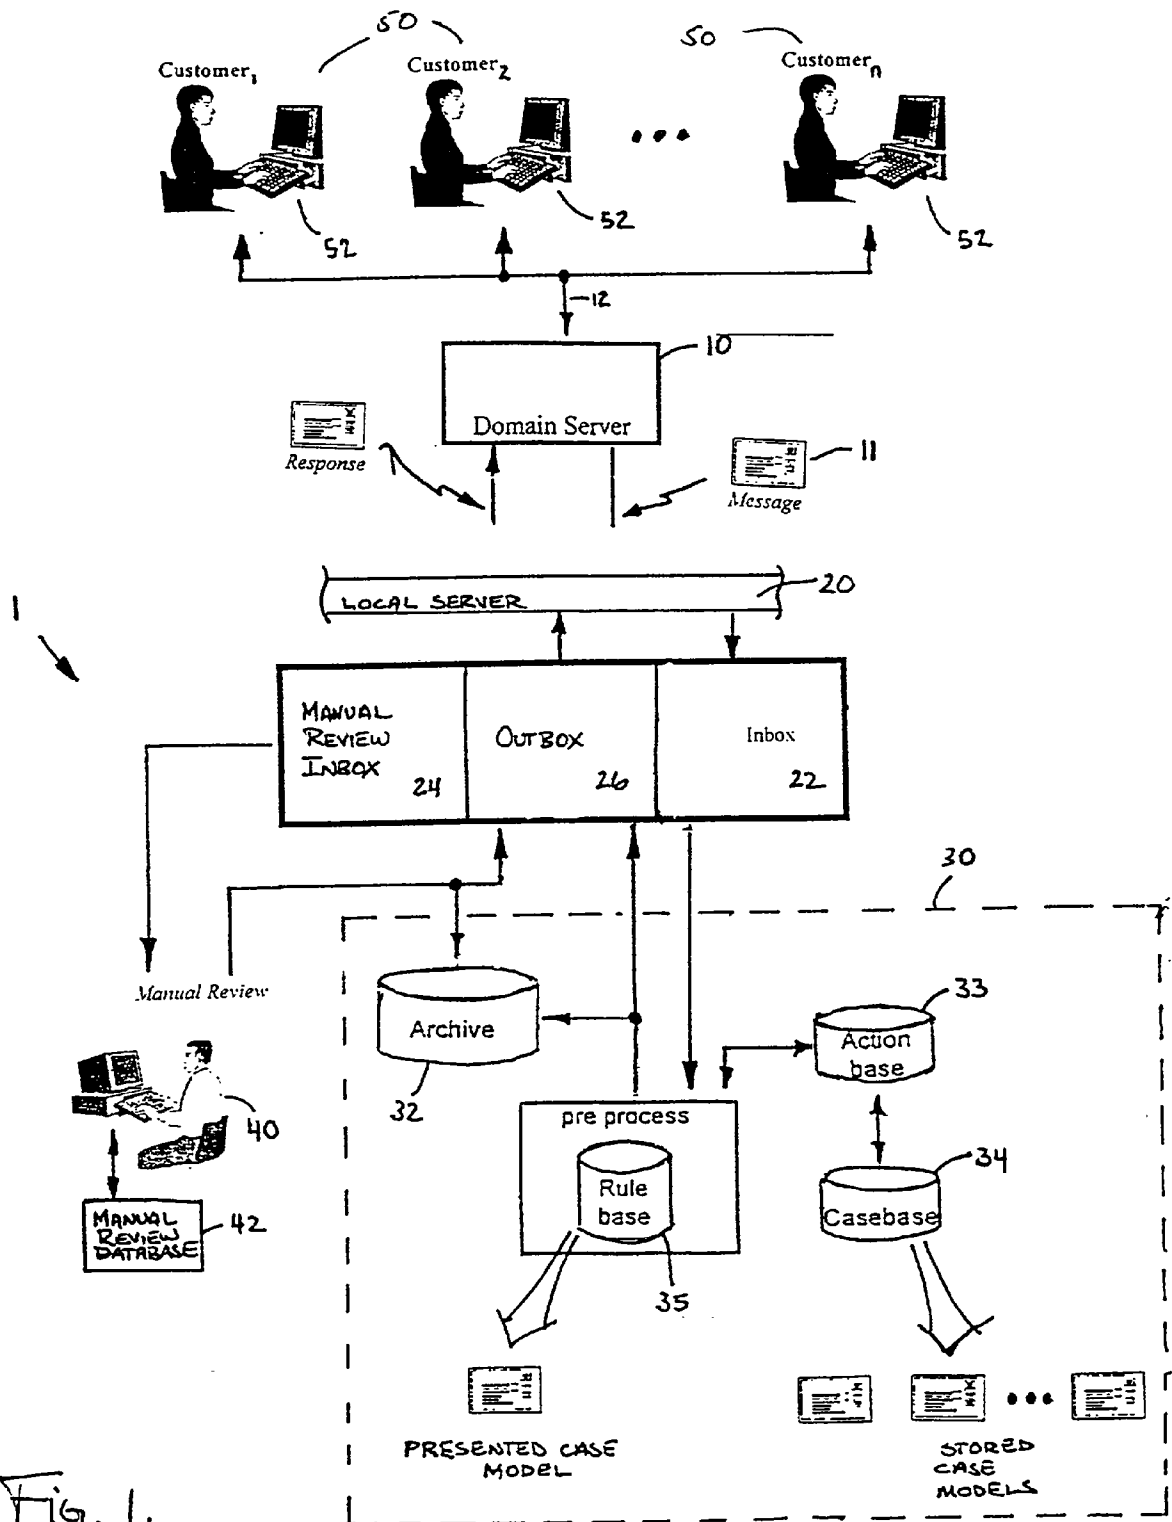 50
50
Customer1
Customer2
Customern
52
52
52
12
10
Domain Server
Response
11
Message
20
LOCAL SERVER
1
MANUAL
REVIEW
INBOX
24
OUTBOX
26
Inbox
22
30
Manual Review
Archive
32
33
Action
base
pre process
40
34
Rule
base
Casebase
MANUAL
REVIEW
DATABASE
42
35
PRESENTED CASE
MODEL
STORED
CASE
MODELS
Fig. 1.